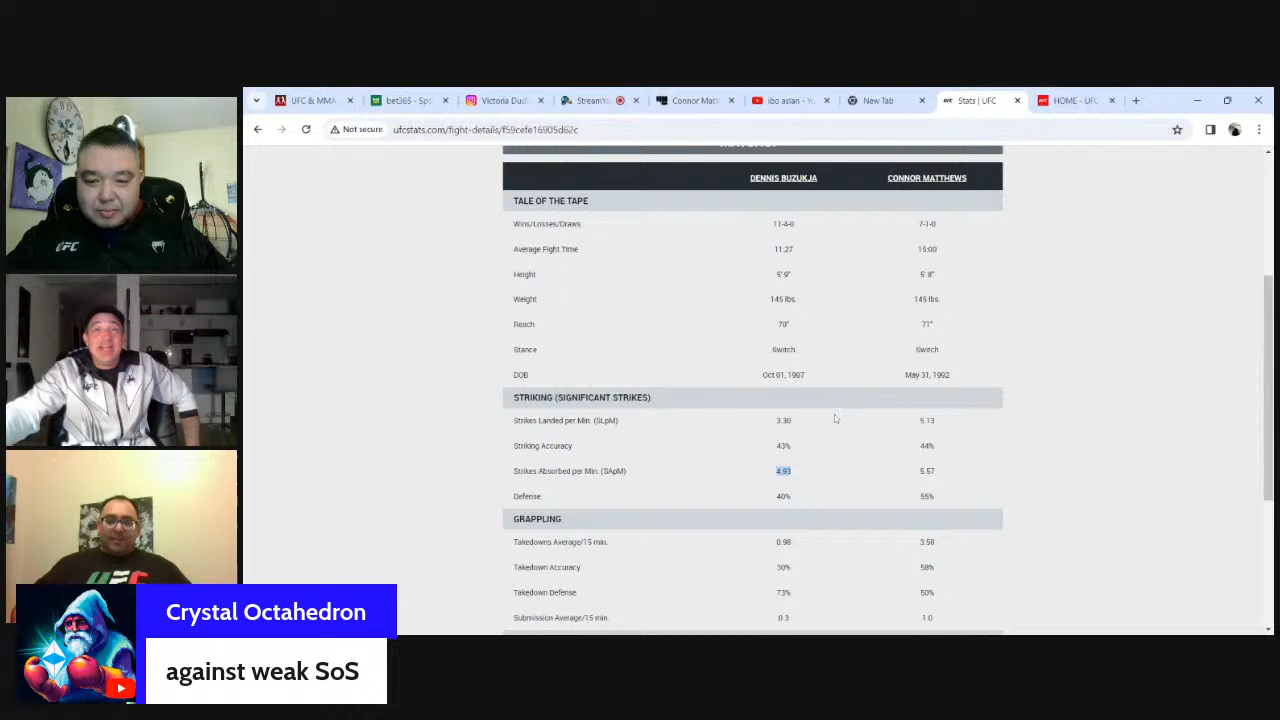 UFC & MMA
bet365 - Spo
Victoria Dud
StreamYa
Connor Matt
ibo aslan - Yo
New Tab
Stats | UFC
HOME - UFC
Not secure
ufcstats.com/fight-details/f59cefe16905d62c
DENNIS BUZUKJA CONNOR MATTHEWS
TALE OF THE TAPE
Wins/Losses/Draws 11-4-0 7-1-0
Average Fight Time 11:27 15:00
Height 5' 9" 5' 8"
Weight 145 lbs. 145 lbs.
Reach 70" 71"
Stance Switch Switch
DOB Oct 01, 1997 May 31, 1992
STRIKING (SIGNIFICANT STRIKES)
Strikes Landed per Min. (SLpM) 3.30 5.13
Striking Accuracy 43% 44%
Strikes Absorbed per Min. (SApM) 4.93 5.57
Defense 40% 55%
GRAPPLING
Takedowns Average/15 min. 0.98 3.50
Takedown Accuracy 30% 58%
Takedown Defense 73% 50%
Submission Average/15 min. 0.3 1.0
UFC
UFC
UFC
Crystal Octahedron
against weak SoS